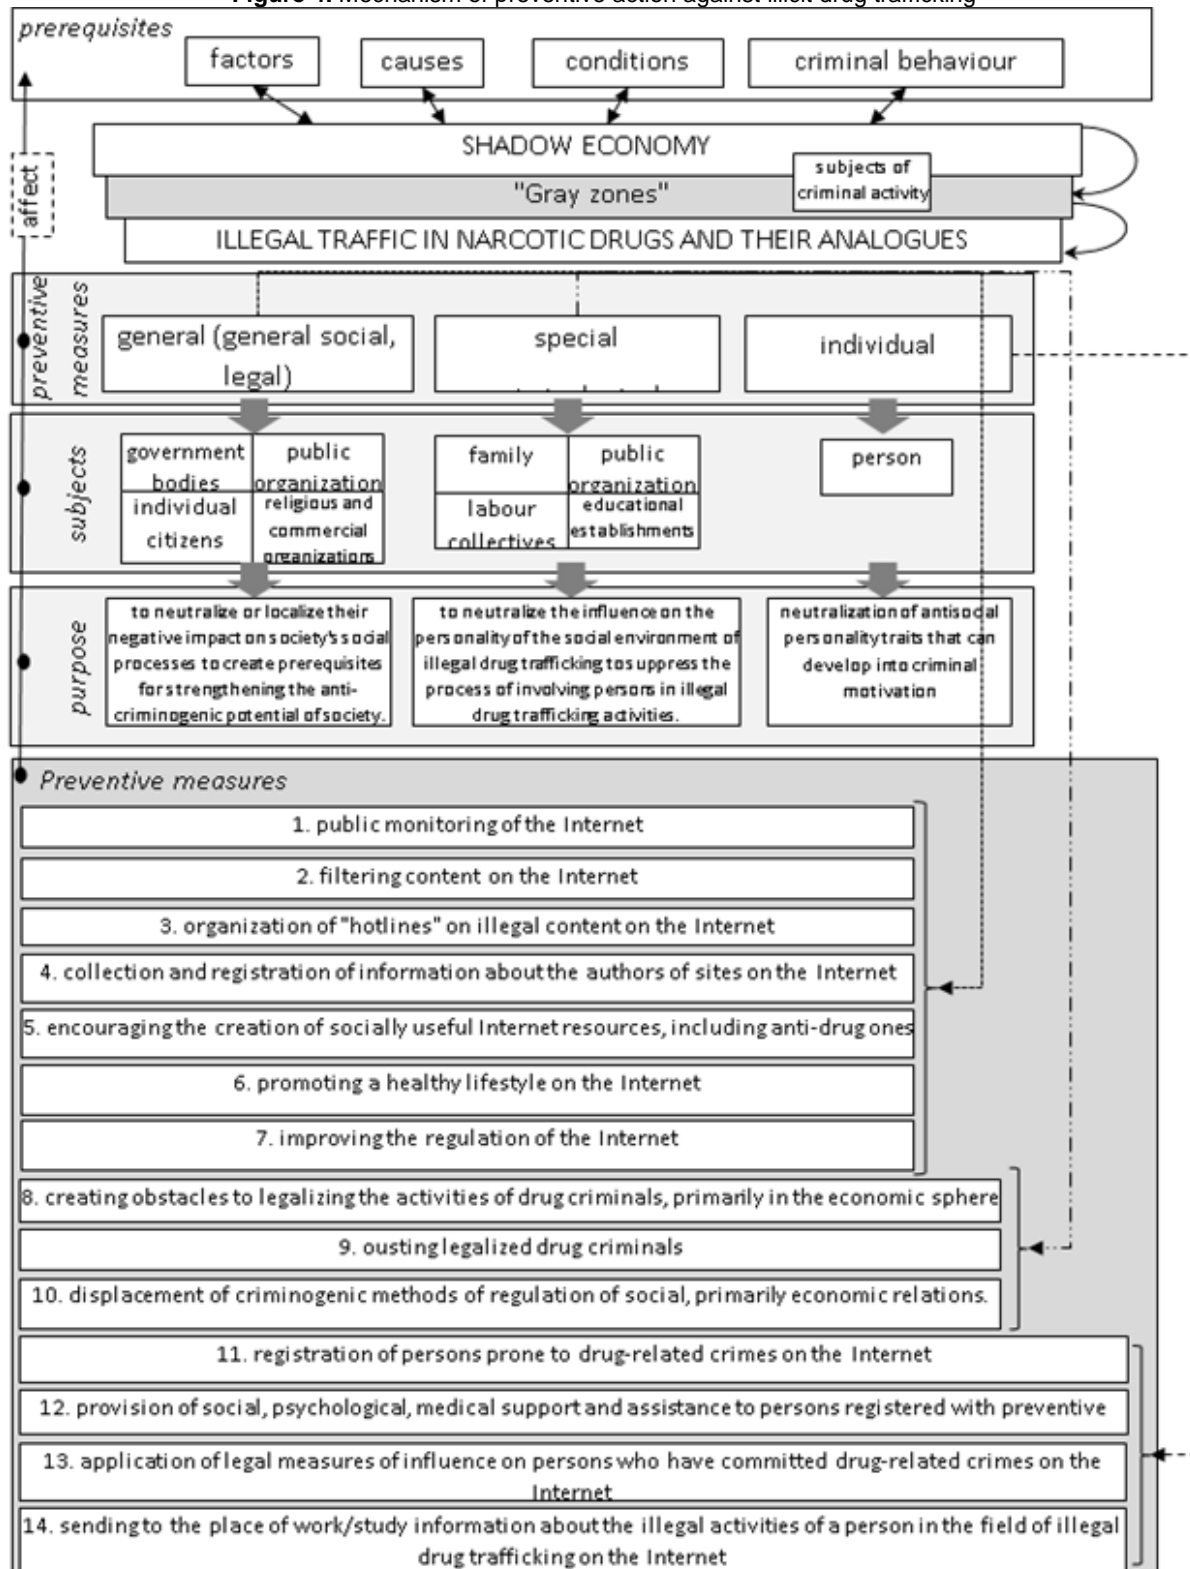 prerequisites
factors
causes
conditions
criminal behaviour
affect
SHADOW ECONOMY
subjects of
criminal activity
"Gray zones"
ILLEGAL TRAFFIC IN NARCOTIC DRUGS AND THEIR ANALOGUES
preventive
measures
general (general social,
legal)
special
individual
subjects
government
bodies
public
organization
individual
citizens
religious and
commercial
organizations
family
public
organization
labour
collectives
educational
establishments
person
purpose
to neutralize or localize their
negative impact on society's social
processes to create prerequisites
for strengthening the anti-
criminogenic potential of society.
to neutralize the influence on the
personality of the social environment of
illegal drug trafficking to suppress the
process of involving persons in illegal
drug trafficking activities.
neutralization of antisocial
personality traits that can
develop into criminal
motivation
Preventive measures
1. public monitoring of the Internet
2. filtering content on the Internet
3. organization of "hotlines" on illegal content on the Internet
4. collection and registration of information about the authors of sites on the Internet
5. encouraging the creation of socially useful Internet resources, including anti-drug ones
6. promoting a healthy lifestyle on the Internet
7. improving the regulation of the Internet
8. creating obstacles to legalizing the activities of drug criminals, primarily in the economic sphere
9. ousting legalized drug criminals
10. displacement of criminogenic methods of regulation of social, primarily economic relations.
11. registration of persons prone to drug-related crimes on the Internet
12. provision of social, psychological, medical support and assistance to persons registered with preventive
13. application of legal measures of influence on persons who have committed drug-related crimes on the
Internet
14. sending to the place of work/study information about the illegal activities of a person in the field of illegal
drug trafficking on the Internet